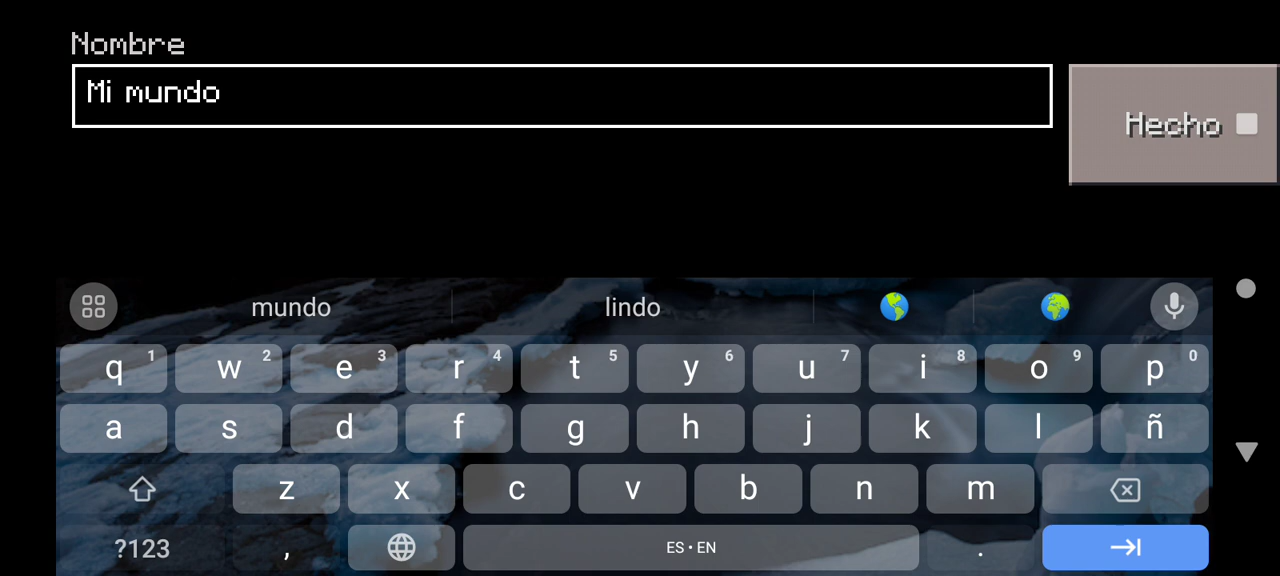 Nombre
Mi mundo
Hecho
mundo lindo
q 1 w 2 e 3 r 4 t 5 y 6 u 7 i 8 o 9 p 0
a s d f g h j k l ñ
z x c v b n m
?123 , ES • EN .